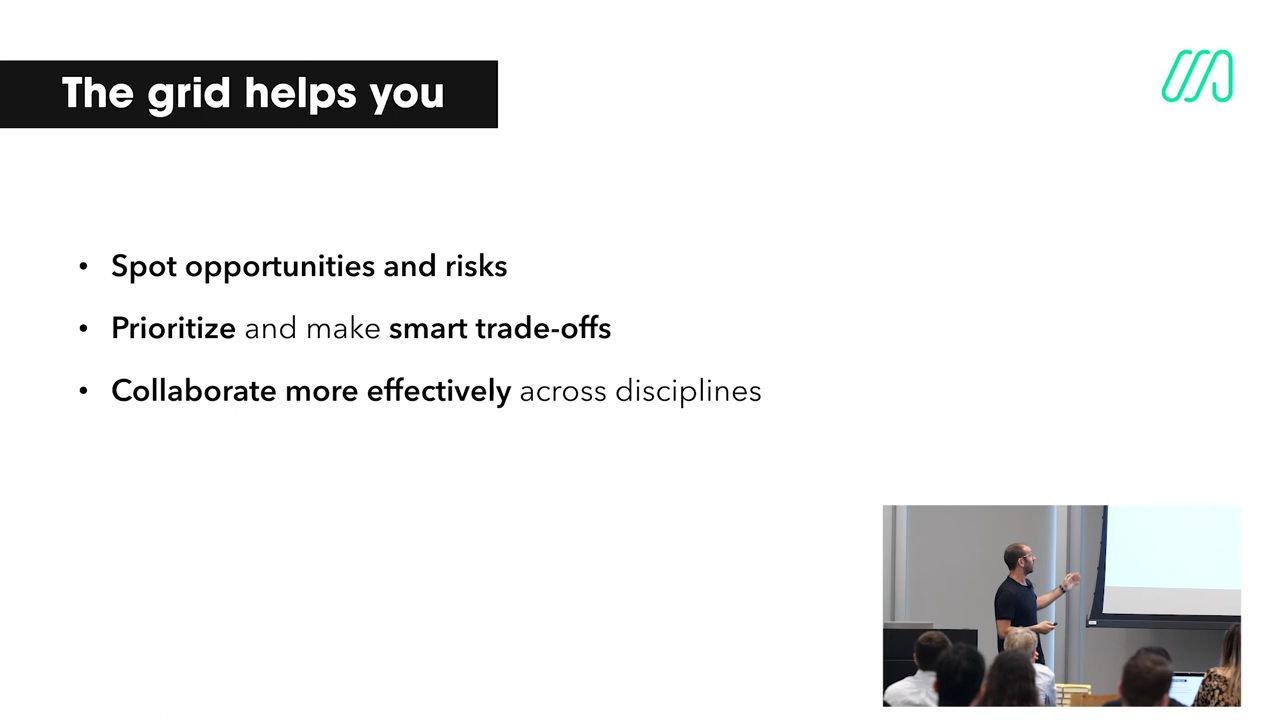 The grid helps you
• Spot opportunities and risks
• Prioritize and make smart trade-offs
• Collaborate more effectively across disciplines